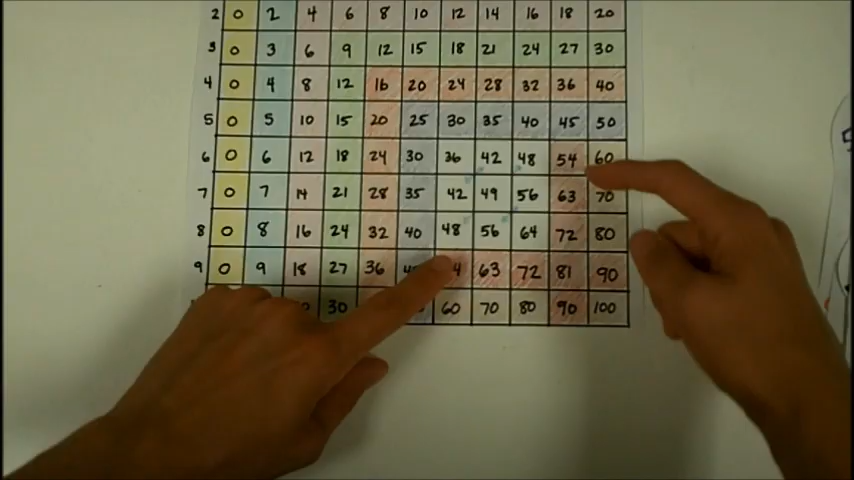 2 0 2 4 6 8 10 12 14 16 18 20
3 0 3 6 9 12 15 18 21 24 27 30
4 0 4 8 12 16 20 24 28 32 36 40
5 0 5 10 15 20 25 30 35 40 45 50
6 0 6 12 18 24 30 36 42 48 54 60
7 0 7 14 21 28 35 42 49 56 63 70
8 0 8 16 24 32 40 48 56 64 72 80
9 0 9 18 27 36 63 72 81 90
30 60 70 80 90 100